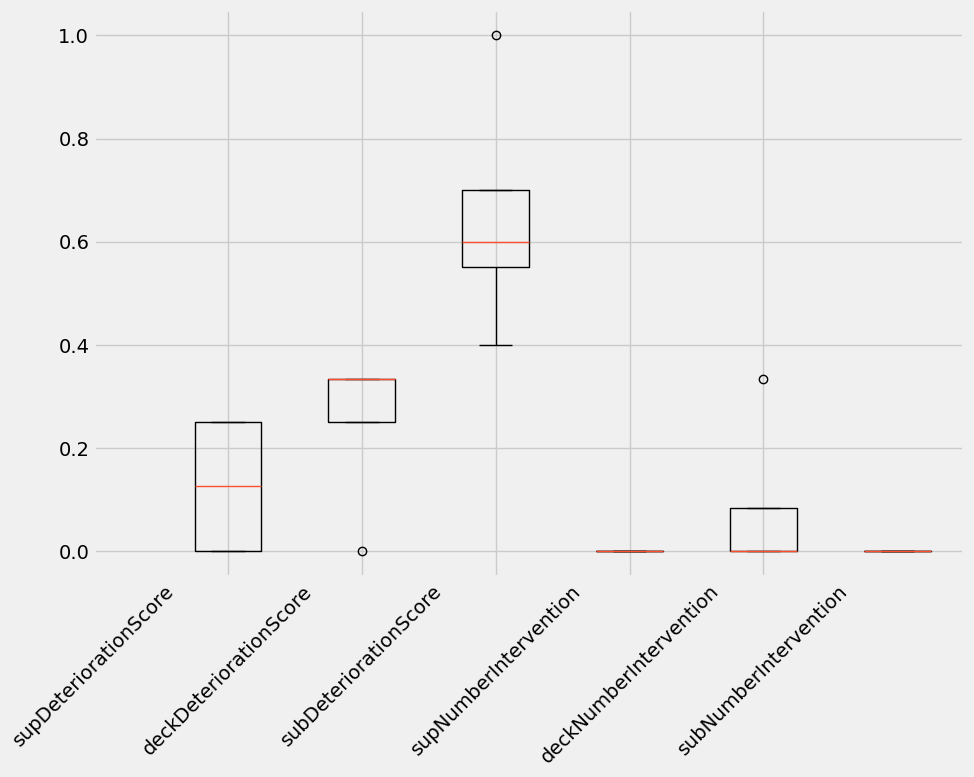 1.0
0.8
0.6
0.4
0.2
0.0
supDeteriorationScore
deckDeteriorationScore
subDeteriorationScore
supNumberIntervention
deckNumberIntervention
subNumberIntervention